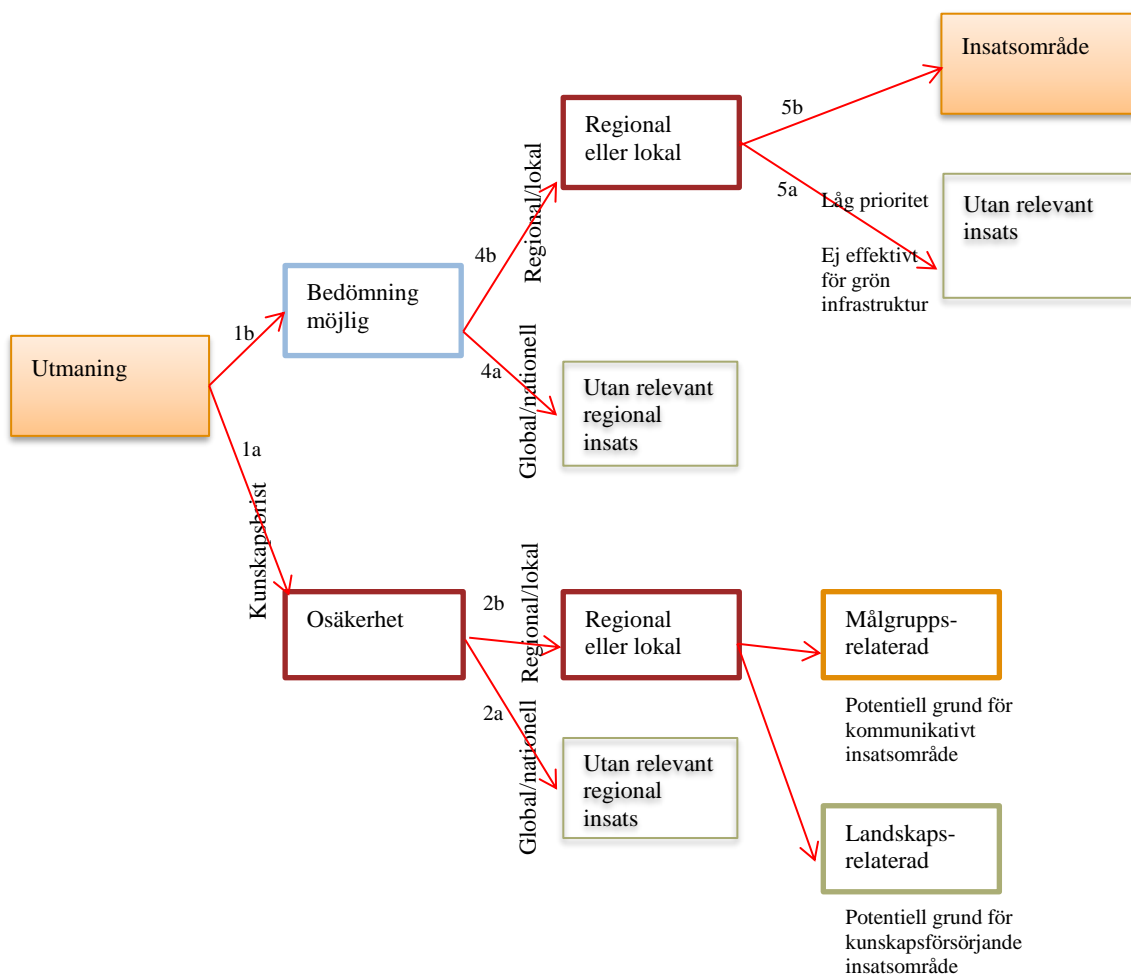 Insatsområde
5b
Regional
eller lokal
5a
Låg prioritet
Ej effektivt
för grön
infrastruktur
Utan relevant
insats
4b
Regional/lokal
Bedömning
möjlig
1b
Utmaning
4a
Global/nationell
Utan relevant
regional
insats
1a
Kunskapsbrist
Osäkerhet
2b
Regional/lokal
Regional
eller lokal
Målgrupps-
relaterad
Potentiell grund för
kommunikativt
insatsområde
2a
Global/nationell
Utan relevant
regional
insats
Landskaps-
relaterad
Potentiell grund för
kunskapsförsörjande
insatsområde